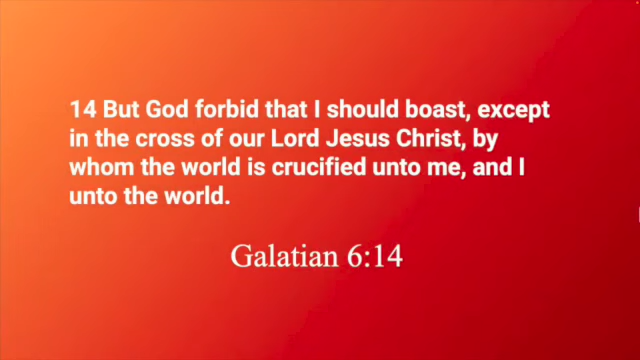 14 But God forbid that I should boast, except
in the cross of our Lord Jesus Christ, by
whom the world is crucified unto me, and I
unto the world.
Galatian 6:14